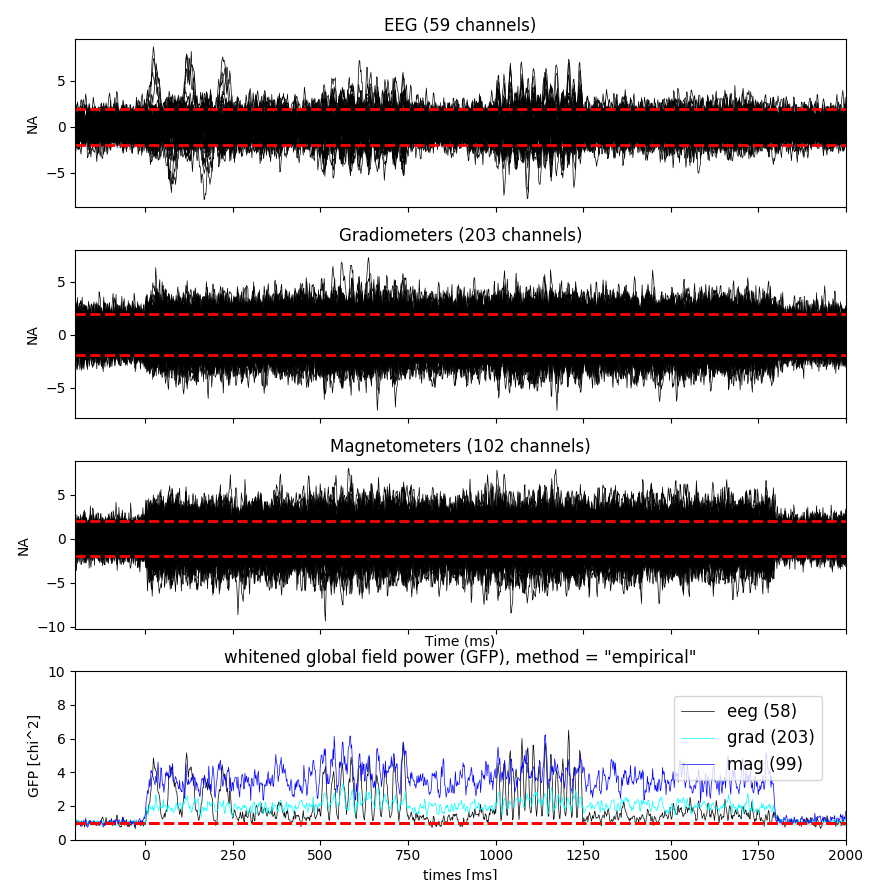 EEG (59 channels)
5
0
−5
NA
Gradiometers (203 channels)
5
0
−5
NA
Magnetometers (102 channels)
5
0
−5
−10
NA
Time (ms)
whitened global field power (GFP), method = "empirical"
10
8
6
4
2
0
GFP [chi^2]
eeg (58)
grad (203)
mag (99)
0 250 500 750 1000 1250 1500 1750 2000
times [ms]